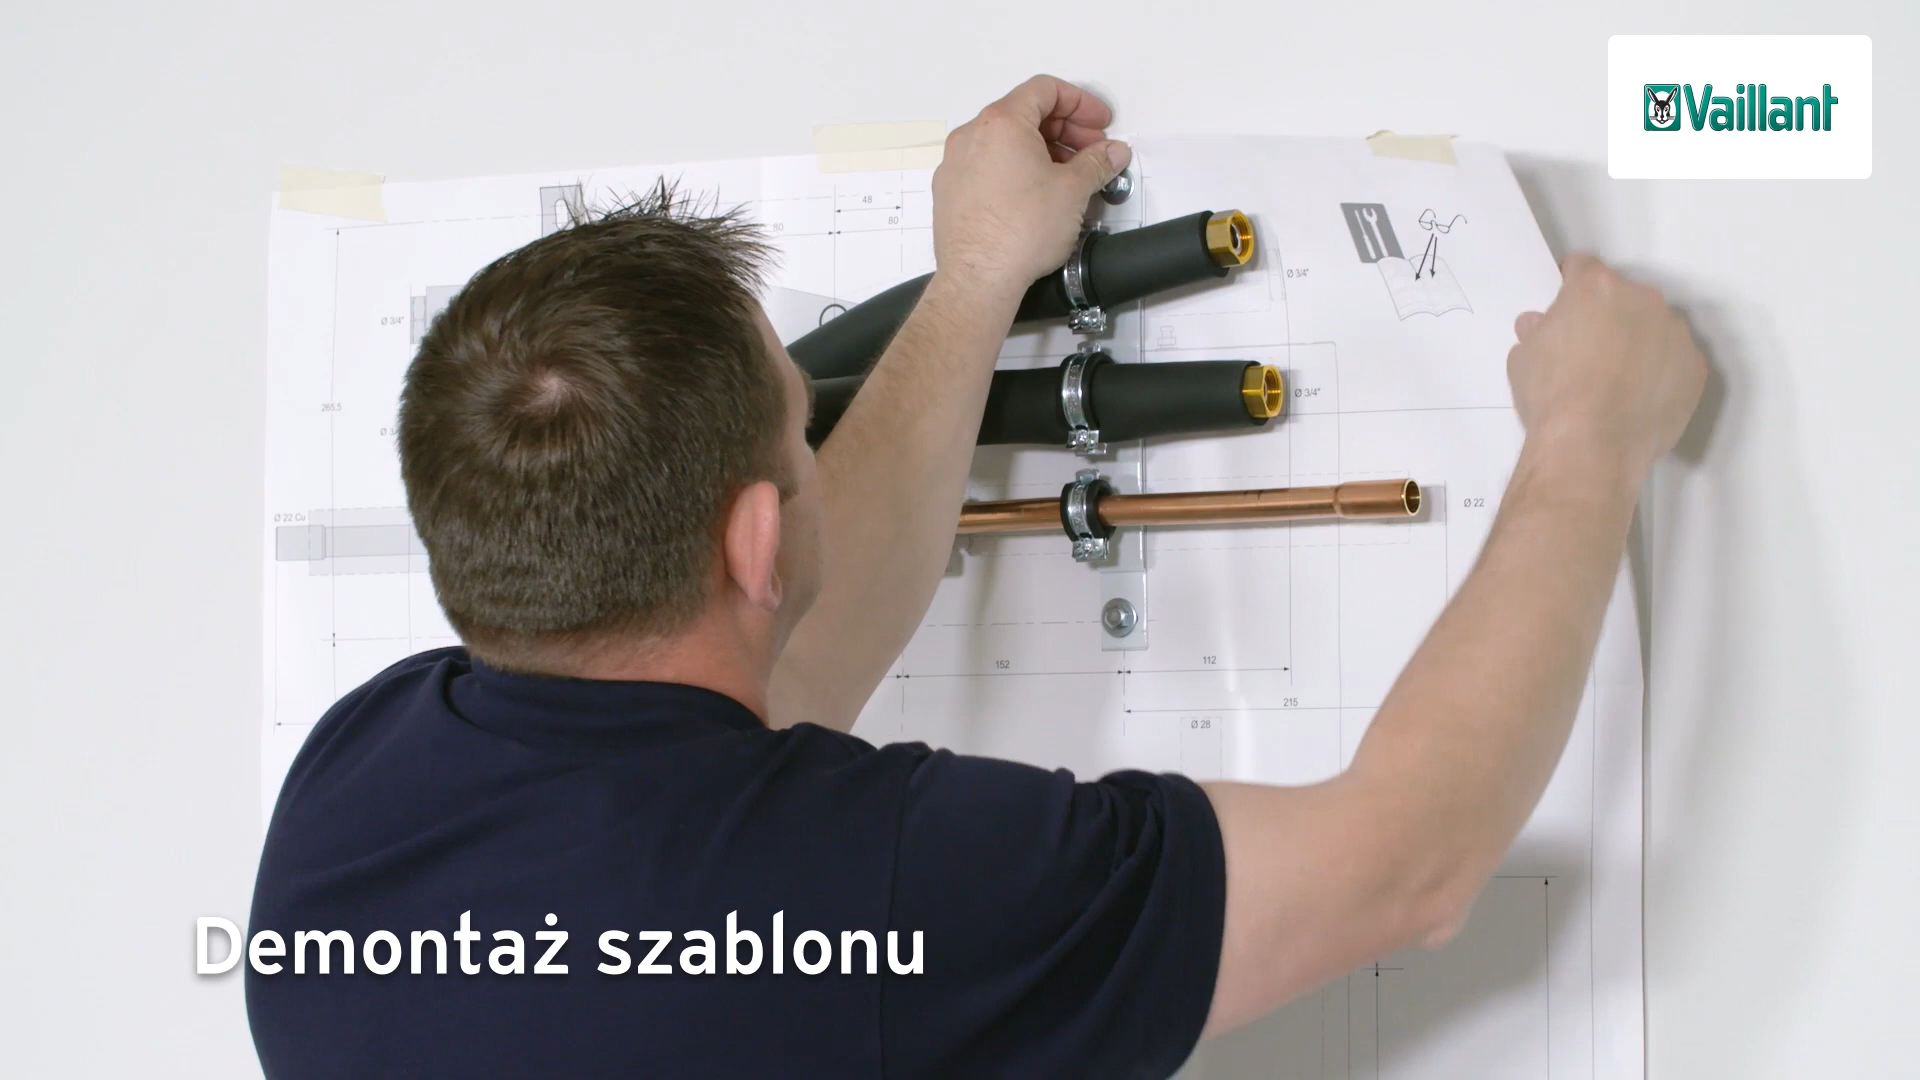 Vaillant
48
80
80
Ø 3/4"
Ø 3/4"
265,5
Ø 3/4"
Ø 22 Cu
Ø 22
152
112
215
Ø 28
Demontaż szablonu